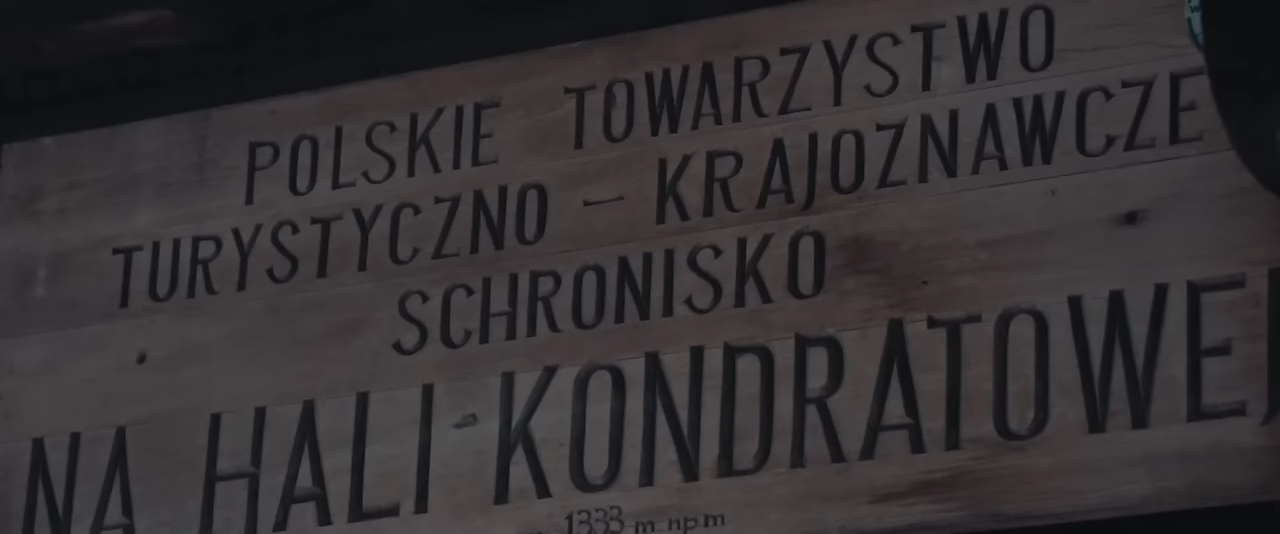 POLSKIE TOWARZYSTWO
TURYSTYCZNO – KRAJOZNAWCZE
SCHRONISKO
NA HALI KONDRATOWEJ
1333 m. npm